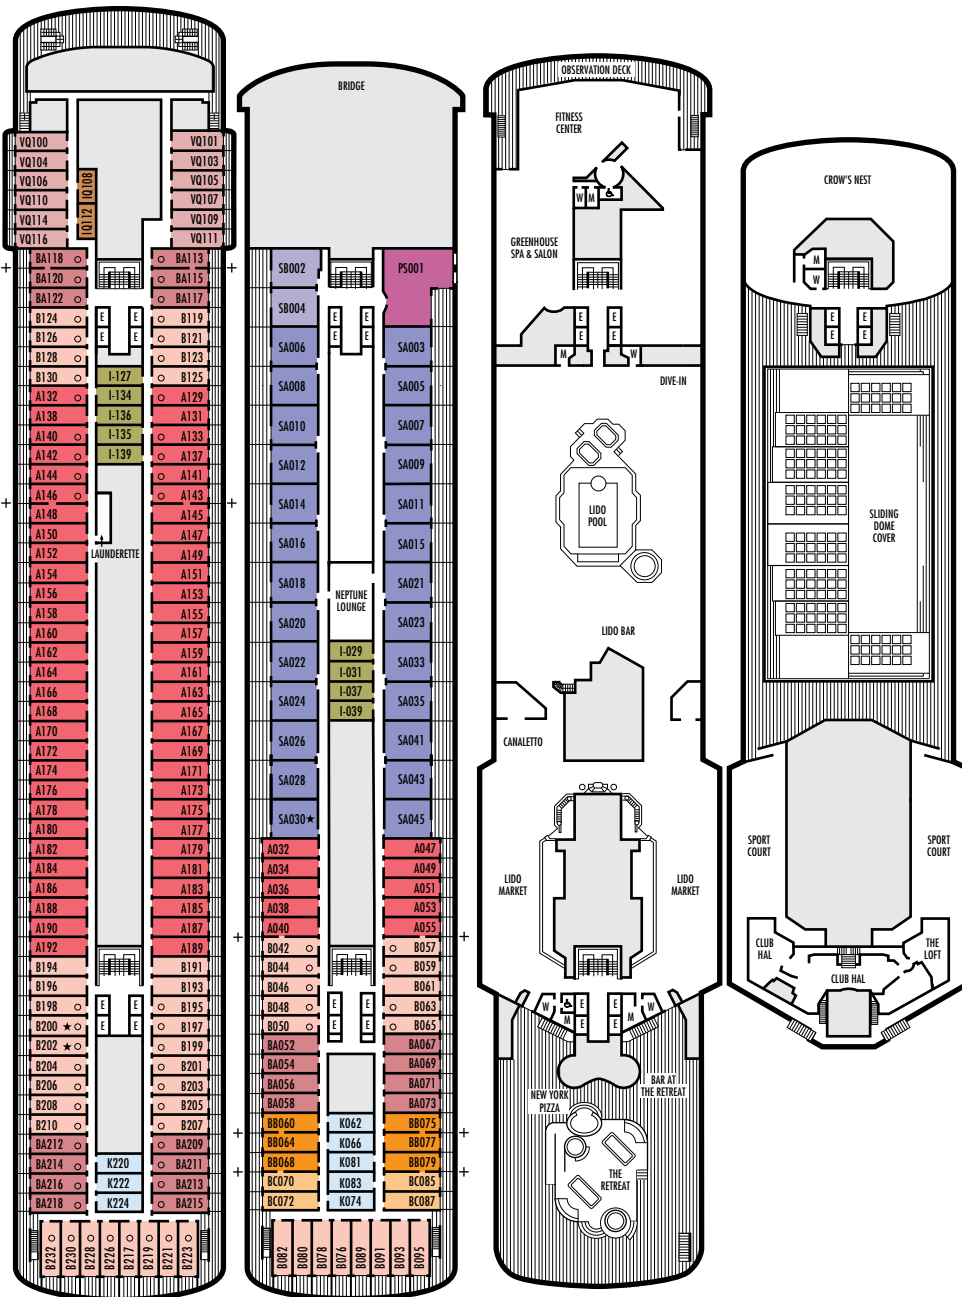 VQ100
VQ104
VQ106
VQ110
VQ114
VQ116
IQ108
IQ112
VQ101
VQ103
VQ105
VQ107
VQ109
VQ111
BA118
BA120
BA122
B124
B126
B128
B130
A132
A138
A140
A142
A144
A146
A148
A150
A152
A154
A156
A158
A160
A162
A164
A166
A168
A170
A172
A174
A176
A178
A180
A182
A184
A186
A188
A190
A192
B194
B196
B198
B200 ★
B202 ★
B204
B206
B208
B210
BA212
BA214
BA216
BA218
E
E
E
E
I-127
I-134
I-136
I-135
I-139
LAUNDERETTE
E
E
E
E
K220
K222
K224
BA113
BA115
BA117
B119
B121
B123
B125
A129
A131
A133
A137
A141
A143
A145
A147
A149
A151
A153
A155
A157
A159
A161
A163
A165
A167
A169
A171
A173
A175
A177
A179
A181
A183
A185
A187
A189
B191
B193
B195
B197
B199
B201
B203
B205
B207
BA209
BA211
BA213
BA215
B232
B230
B228
B226
B217
B219
B221
B223
BRIDGE
SB002
SB004
SA006
SA008
SA010
SA012
SA014
SA016
SA018
SA020
SA022
SA024
SA026
SA028
SA030★
A032
A034
A036
A038
A040
B042
B044
B046
B048
B050
BA052
BA054
BA056
BA058
BB060
BB064
BB068
BC070
BC072
E
E
E
E
NEPTUNE
LOUNGE
I-029
I-031
I-037
I-039
E
E
E
E
K062
K066
K081
K083
K074
PS001
SA003
SA005
SA007
SA009
SA011
SA015
SA021
SA023
SA033
SA035
SA041
SA043
SA045
A047
A049
A051
A053
A055
B057
B059
B061
B063
B065
BA067
BA069
BA071
BA073
BB075
BB077
BB079
BC085
BC087
B082
B080
B078
B076
B089
B091
B093
B095
OBSERVATION DECK
FITNESS
CENTER
W
M
GREENHOUSE
SPA & SALON
E
E
E
E
M
W
DIVE-IN
LIDO
POOL
LIDO BAR
CANALETTO
LIDO
MARKET
LIDO
MARKET
W
M
E
E
E
E
M
W
NEW YORK
PIZZA
BAR AT
THE RETREAT
THE
RETREAT
CROW'S NEST
M
W
E
E
E
E
SLIDING
DOME
COVER
SPORT
COURT
SPORT
COURT
CLUB
HAL
THE
LOFT
CLUB HAL